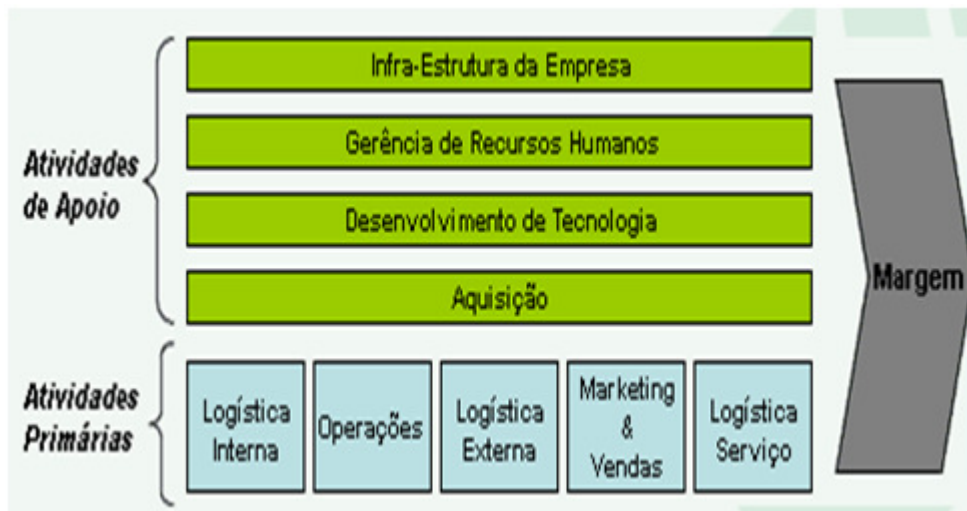 Infra-Estrutura da Empresa
Gerência de Recursos Humanos
Atividades
de Apoio
Desenvolvimento de Tecnologia
Aquisição
Margem
Atividades
Primárias
Logística
Interna
Operações
Logística
Externa
Marketing
&
Vendas
Logística
Serviço